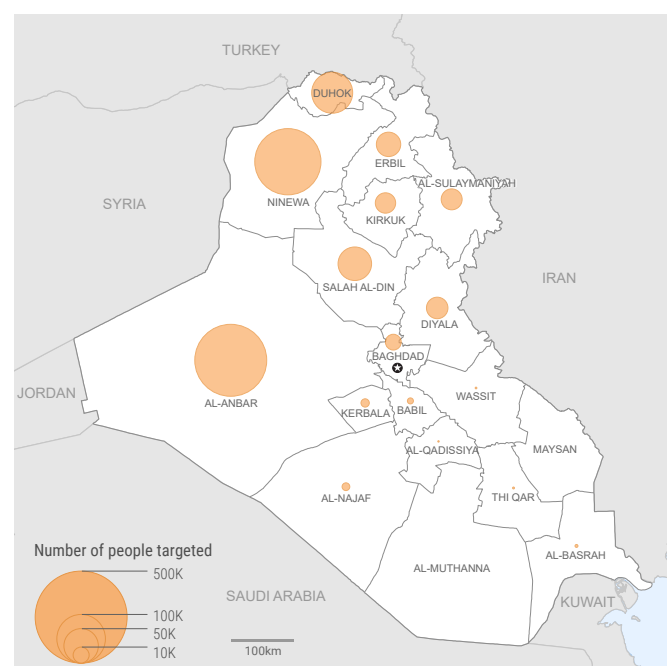 TURKEY
DUHOK
ERBIL
AL-SULAYMANIYAH
NINEWA
SYRIA
KIRKUK
IRAN
SALAH AL-DIN
DIYALA
BAGHDAD
JORDAN
AL-ANBAR
WASSIT
KERBALA
BABIL
AL-QADISSIYA
MAYSAN
AL-NAJAF
THI QAR
Number of people targeted
AL-BASRAH
500K
AL-MUTHANNA
SAUDI ARABIA
KUWAIT
100K
50K
10K
100km